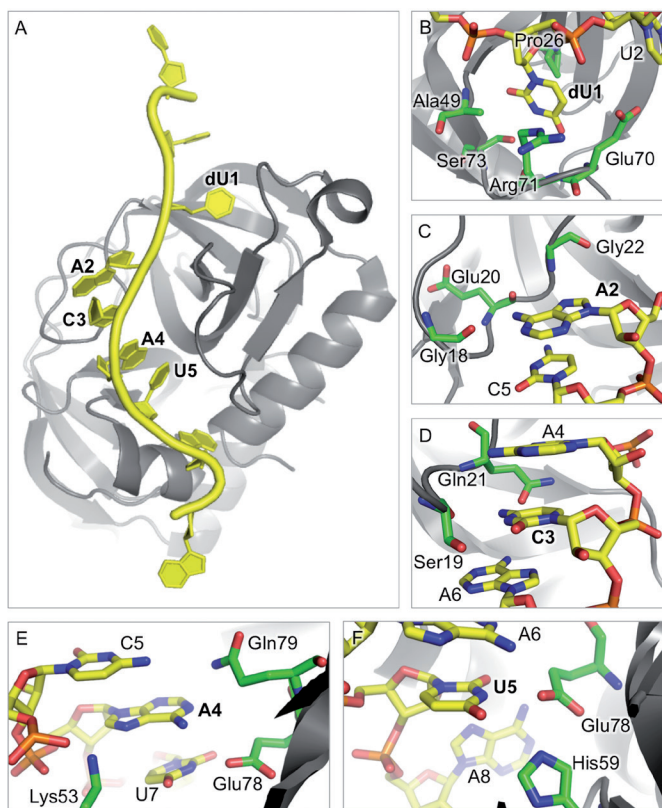 A
dU1
A2
C3
A4
U5
B
Pro26
U2
dU1
Ala49
Ser73
Glu70
Arg71
C
Gly22
Glu20
A2
Gly18
C5
D
A4
Gln21
C3
Ser19
A6
E
C5
Gln79
A4
Lys53
U7
Glu78
F
A6
U5
Glu78
His59
A8